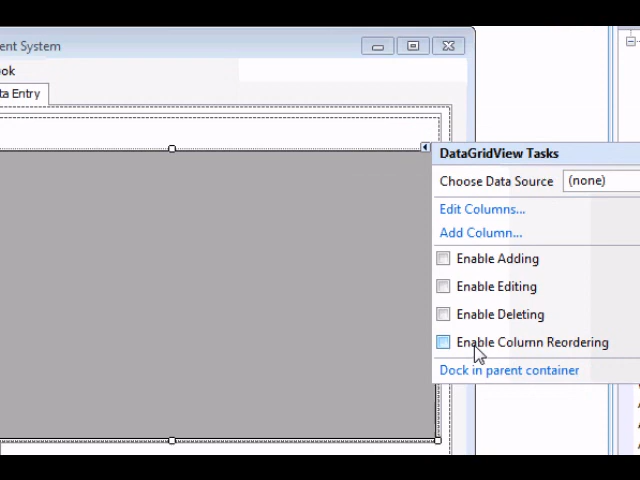 ent System
ook
ta Entry
DataGridView Tasks
Choose Data Source (none)
Edit Columns...
Add Column...
Enable Adding
Enable Editing
Enable Deleting
Enable Column Reordering
Dock in parent container